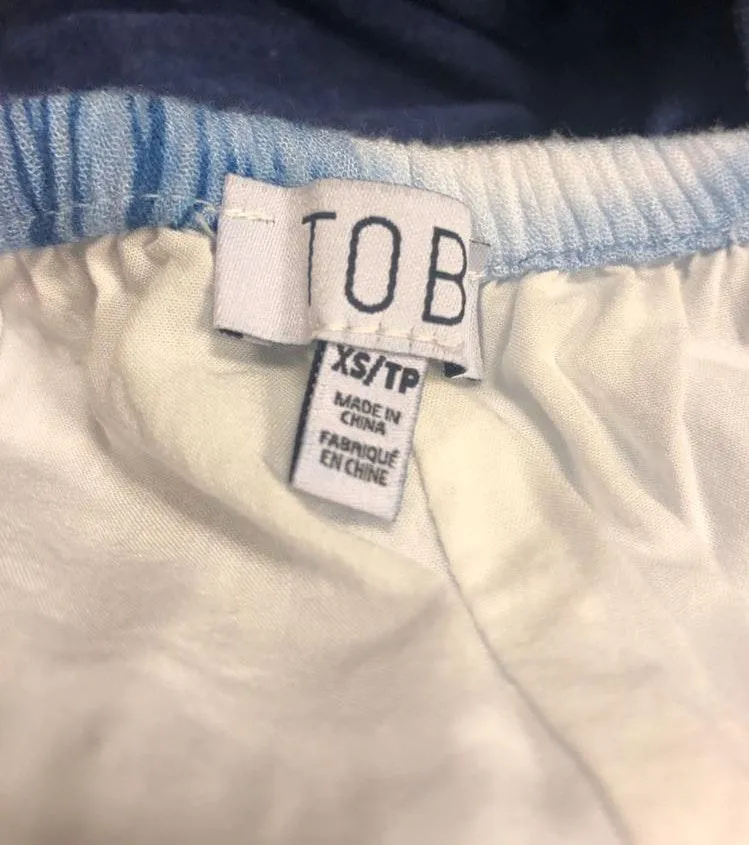 TOB
XS/TP
MADE IN
CHINA
FABRIQUÉ
EN CHINE